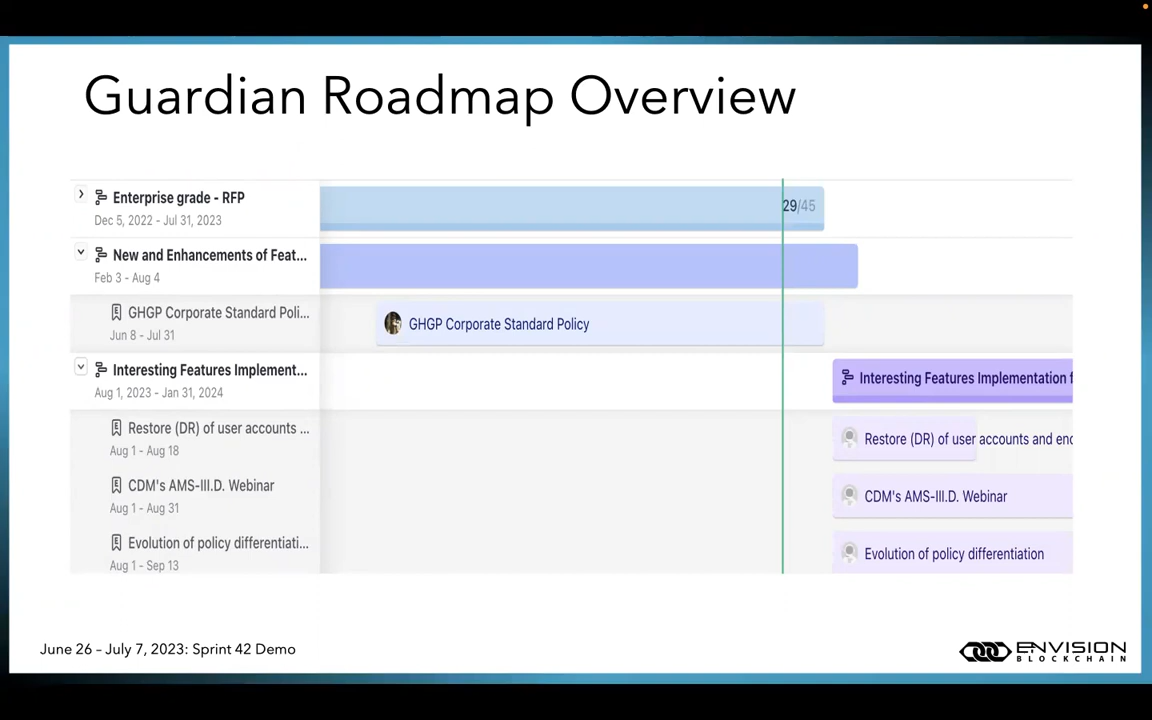 Guardian Roadmap Overview
Enterprise grade - RFP
Dec 5, 2022 - Jul 31, 2023
29/45
New and Enhancements of Feat...
Feb 3 - Aug 4
GHGP Corporate Standard Poli...
Jun 8 - Jul 31
GHGP Corporate Standard Policy
Interesting Features Implement...
Aug 1, 2023 - Jan 31, 2024
Interesting Features Implementation f
Restore (DR) of user accounts ...
Aug 1 - Aug 18
Restore (DR) of user accounts and enc
CDM's AMS-III.D. Webinar
Aug 1 - Aug 31
CDM's AMS-III.D. Webinar
Evolution of policy differentiati...
Aug 1 - Sep 13
Evolution of policy differentiation
June 26 – July 7, 2023: Sprint 42 Demo
ENVISION
BLOCKCHAIN